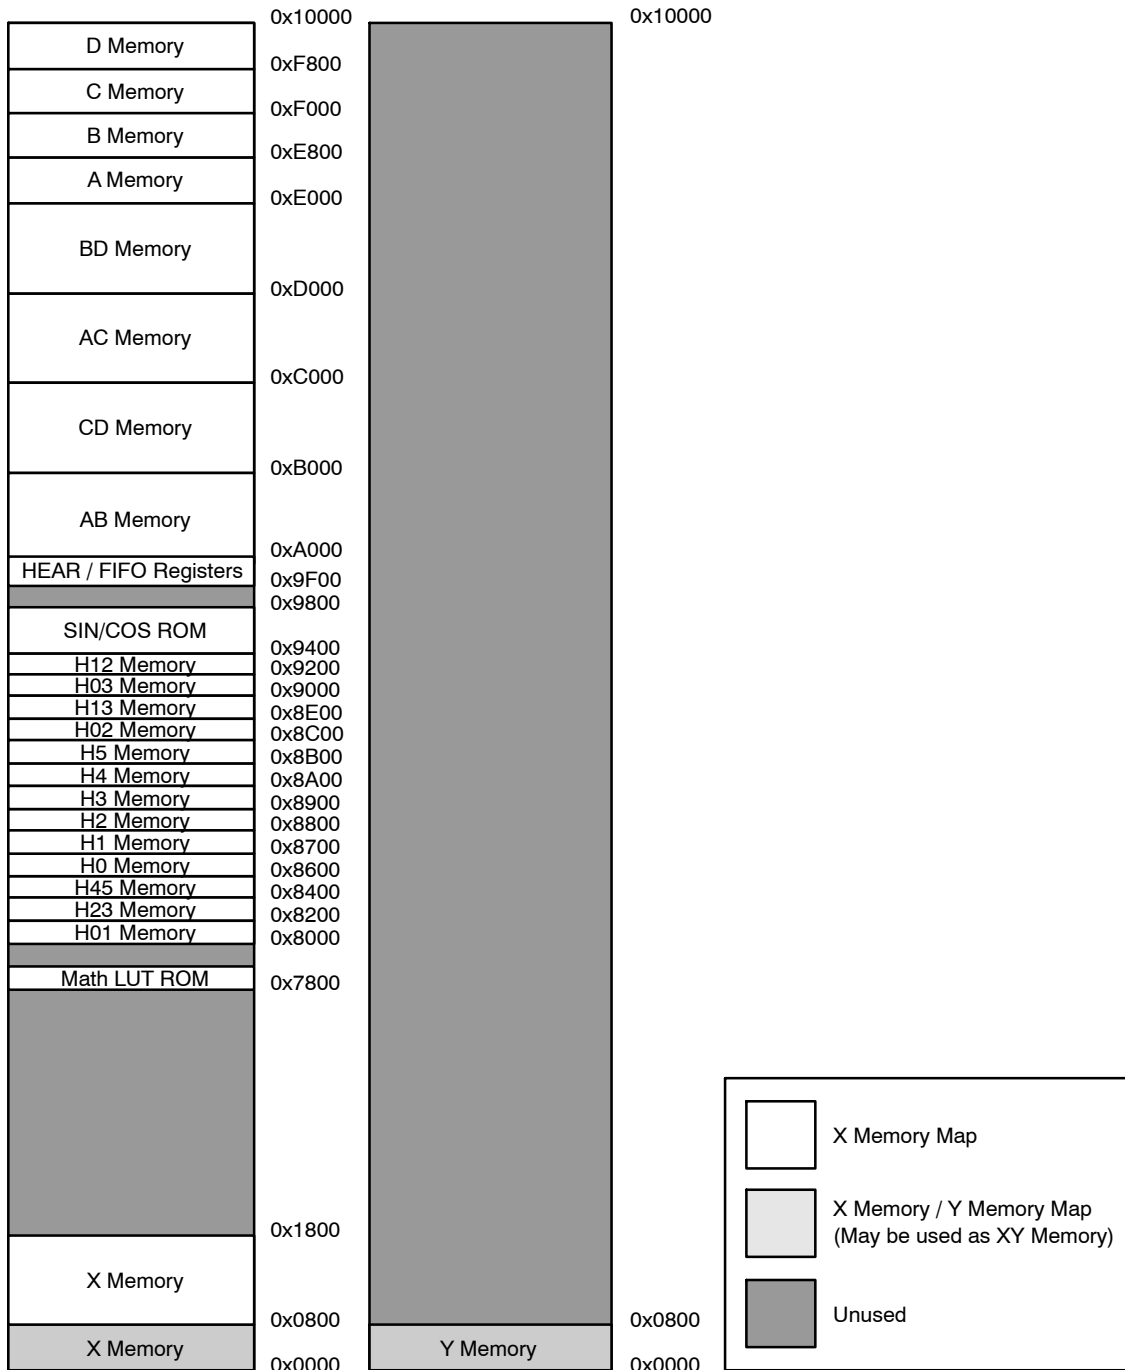 0x10000
D Memory
0xF800
C Memory
0xF000
B Memory
0xE800
A Memory
0xE000
BD Memory
0xD000
AC Memory
0xC000
CD Memory
0xB000
AB Memory
0xA000
HEAR / FIFO Registers
0x9F00
0x9800
SIN/COS ROM
0x9400
H12 Memory
0x9200
H03 Memory
0x9000
H13 Memory
0x8E00
H02 Memory
0x8C00
H5 Memory
0x8B00
H4 Memory
0x8A00
H3 Memory
0x8900
H2 Memory
0x8800
H1 Memory
0x8700
H0 Memory
0x8600
H45 Memory
0x8400
H23 Memory
0x8200
H01 Memory
0x8000
Math LUT ROM
0x7800
0x1800
X Memory
0x0800
X Memory
0x0000
0x10000
0x0800
Y Memory
0x0000
X Memory Map
X Memory / Y Memory Map
(May be used as XY Memory)
Unused